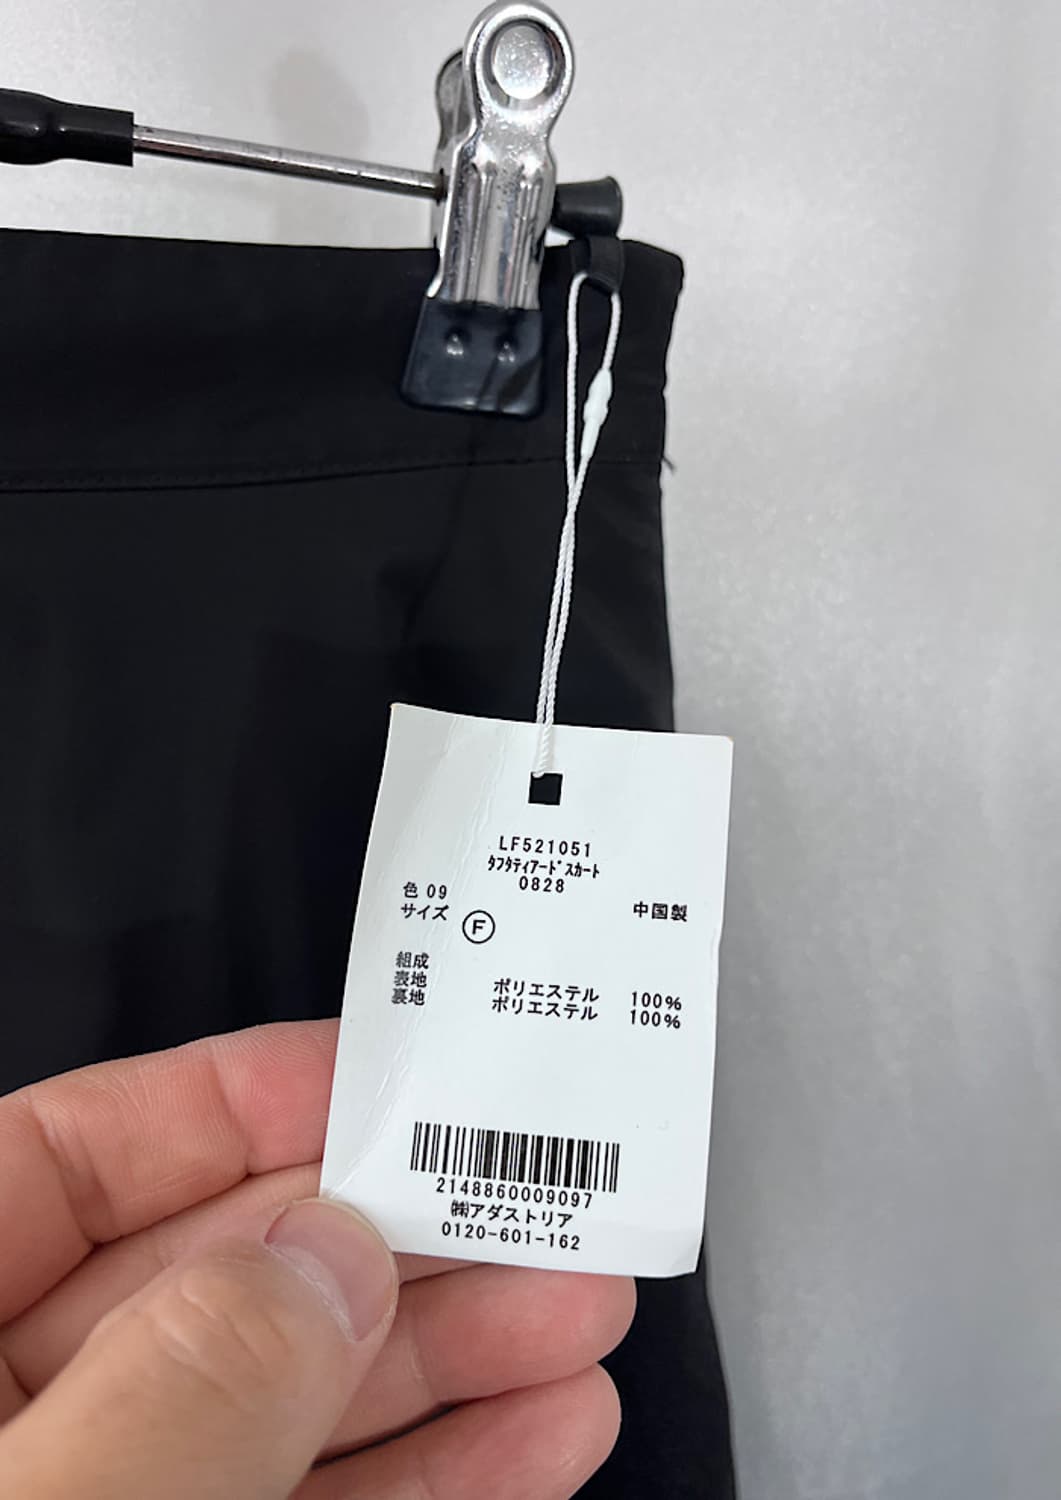 LF521051
ﾀﾌﾀﾃｨｱｰﾄﾞｽｶｰﾄ
0828
色 09
サイズ Ⓕ 中国製
組成
表地 ポリエステル 100%
裏地 ポリエステル 100%
2148860009097
㈱アダストリア
0120-601-162